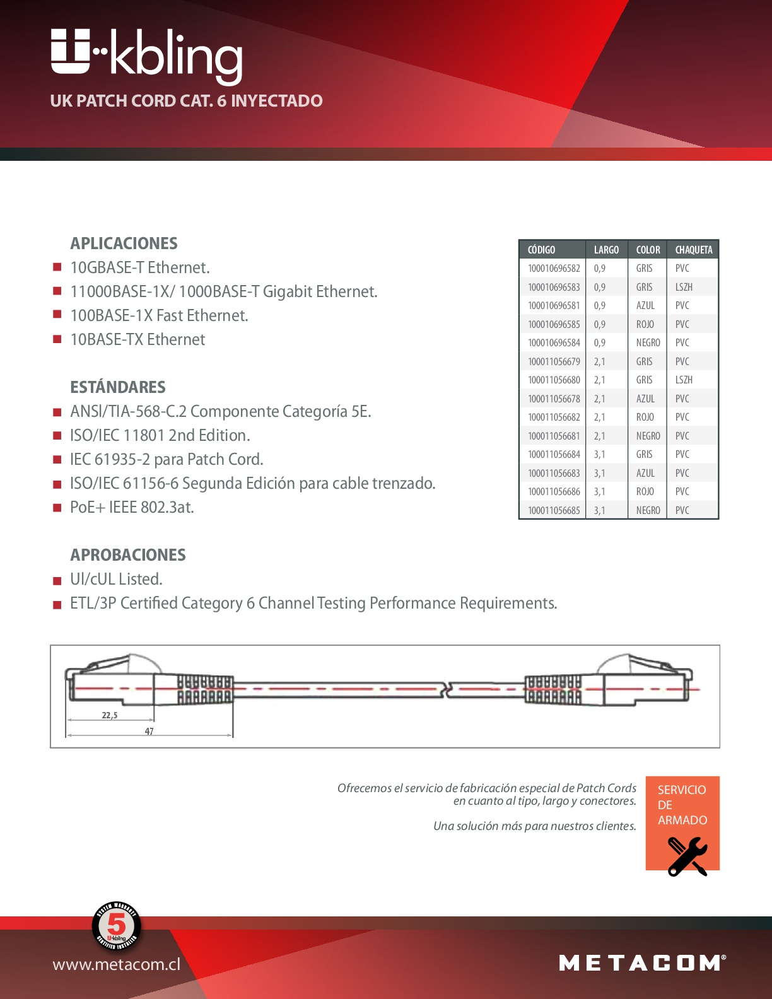 U-kbling
UK PATCH CORD CAT. 6 INYECTADO
APLICACIONES
10GBASE-T Ethernet.
11000BASE-1X/ 1000BASE-T Gigabit Ethernet.
100BASE-1X Fast Ethernet.
10BASE-TX Ethernet
ESTÁNDARES
ANSl/TIA-568-C.2 Componente Categoría 5E.
ISO/IEC 11801 2nd Edition.
IEC 61935-2 para Patch Cord.
ISO/IEC 61156-6 Segunda Edición para cable trenzado.
PoE+ IEEE 802.3at.
APROBACIONES
Ul/cUL Listed.
ETL/3P Certified Category 6 Channel Testing Performance Requirements.
CÓDIGO LARGO COLOR CHAQUETA
100010696582 0,9 GRIS PVC
100010696583 0,9 GRIS LSZH
100010696581 0,9 AZUL PVC
100010696585 0,9 ROJO PVC
100010696584 0,9 NEGRO PVC
100011056679 2,1 GRIS PVC
100011056680 2,1 GRIS LSZH
100011056678 2,1 AZUL PVC
100011056682 2,1 ROJO PVC
100011056681 2,1 NEGRO PVC
100011056684 3,1 GRIS PVC
100011056683 3,1 AZUL PVC
100011056686 3,1 ROJO PVC
100011056685 3,1 NEGRO PVC
22,5
47
Ofrecemos el servicio de fabricación especial de Patch Cords
en cuanto al tipo, largo y conectores.
Una solución más para nuestros clientes.
SERVICIO
DE
ARMADO
SYSTEM WARRANTY
5
U-kbling
CERTIFIED INSTALLER
www.metacom.cl
METACOM®